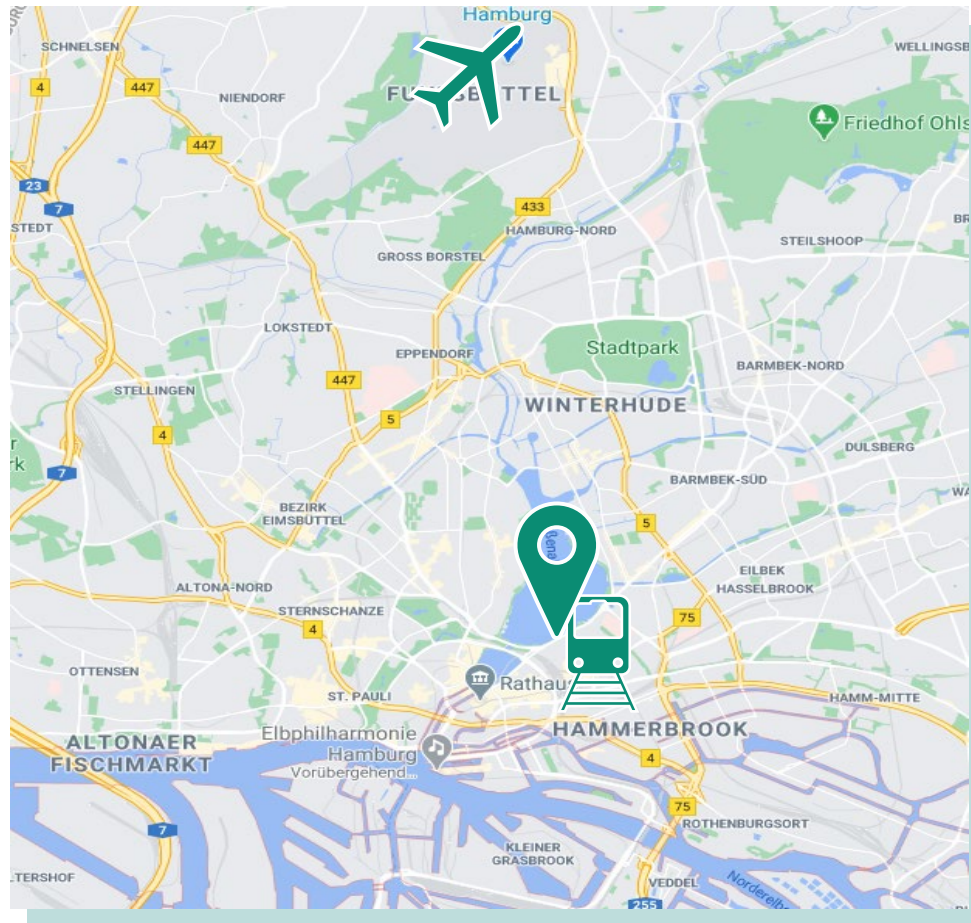 Hamburg
SCHNELSEN
WELLINGSB
4
447
NIENDORF
Friedhof Ohls
447
23
7
STEDT
433
HAMBURG-NORD
STEILSHOOP
BR
GROSS BORSTEL
LOKSTEDT
EPPENDORF
Stadtpark
BARMBEK-NORD
447
STELLINGEN
WINTERHUDE
5
4
DULSBERG
7
BARMBEK-SÜD
BEZIRK
EIMSBÜTTEL
5
EILBEK
HASSELBROOK
ALTONA-NORD
STERNSCHANZE
4
75
OTTENSEN
ST. PAULI
Rathaus
HAMM-MITTE
Elbphilharmonie
Hamburg
Vorübergehend...
HAMMERBROOK
ALTONAER
FISCHMARKT
4
75
7
ROTHENBURGSORT
KLEINER
GRASBROOK
LTERSHOF
VEDDEL
Norderelbe
255